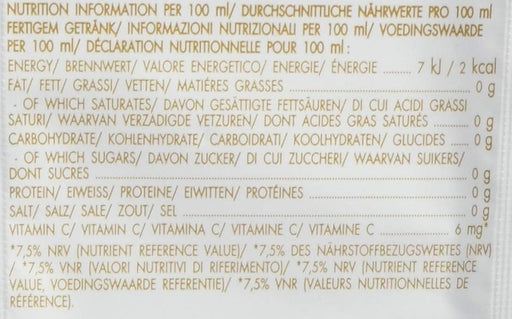 NUTRITION INFORMATION PER 100 ml/ DURCHSCHNITTLICHE NÄHRWERTE PRO 100 ml
FERTIGEM GETRÄNK/ INFORMAZIONI NUTRIZIONALI PER 100 ml/ VOEDINGSWAARDE
PER 100 ml/ DÉCLARATION NUTRITIONNELLE POUR 100 ml :
ENERGY/ BRENNWERT/ VALORE ENERGETICO/ ENERGIE/ ÉNERGIE ........ 7 kJ / 2 kcal
FAT/ FETT/ GRASSI/ VETTEN/ MATIÉRES GRASSES ........ 0 g
- OF WHICH SATURATES/ DAVON GESÄTTIGTE FETTSÄUREN/ DI CUI ACIDI GRASSI
SATURI/ WAARVAN VERZADIGDE VETZUREN/ DONT ACIDES GRAS SATURÉS ........ 0 g
CARBOHYDRATE/ KOHLENHYDRATE/ CARBOIDRATI/ KOOLHYDRATEN/ GLUCIDES ...... 0 g
- OF WHICH SUGARS/ DAVON ZUCKER/ DI CUI ZUCCHERI/ WAARVAN SUIKERS/
DONT SUCRES ........ 0 g
PROTEIN/ EIWEISS/ PROTEINE/ EIWITTEN/ PROTÉINES ........ 0 g
SALT/ SALZ/ SALE/ ZOUT/ SEL ........ 0 g
VITAMIN C/ VITAMIN C/ VITAMINA C/ VITAMINE C/ VITAMINE C ........ 6 mg*
*7,5% NRV (NUTRIENT REFERENCE VALUE)/ *7,5% DES NÄHRSTOFFBEZUGSWERTES (NRV)
/ *7,5% VNR (VALORI NUTRITIVI DI RIFERIMENTO)/ *7,5% NRV (NUTRIENT REFERENCE
VALUE, VOEDINGSWAARDE REFERENTIE)/ *7,5% VNR (VALEURS NUTRITIONNELLES DE
RÉFÉRENCE).